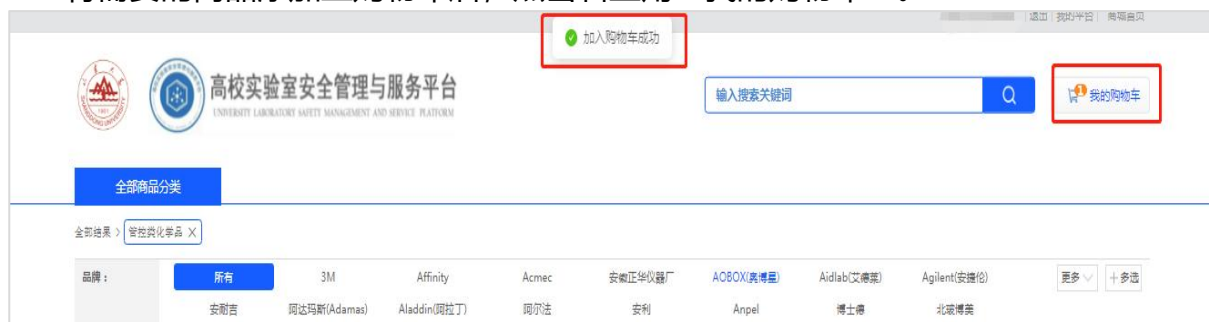 退出 | 我的平台 | 商城首页
加入购物车成功
高校实验室安全管理与服务平台
UNIVERSITY LABORATORY SAFETY MANAGEMENT AND SERVICE PLATFORM
输入搜索关键词
1 我的购物车
全部商品分类
全部结果 > 管控类化学品 X
品牌： 所有 3M Affinity Acmec 安徽正华仪器厂 AOBOX(奥博星) Aidlab(艾德莱) Agilent(安捷伦) 更多 +多选
安耐吉 阿达玛斯(Adamas) Aladdin(阿拉丁) 阿尔法 安利 Anpel 博士德 北玻博美